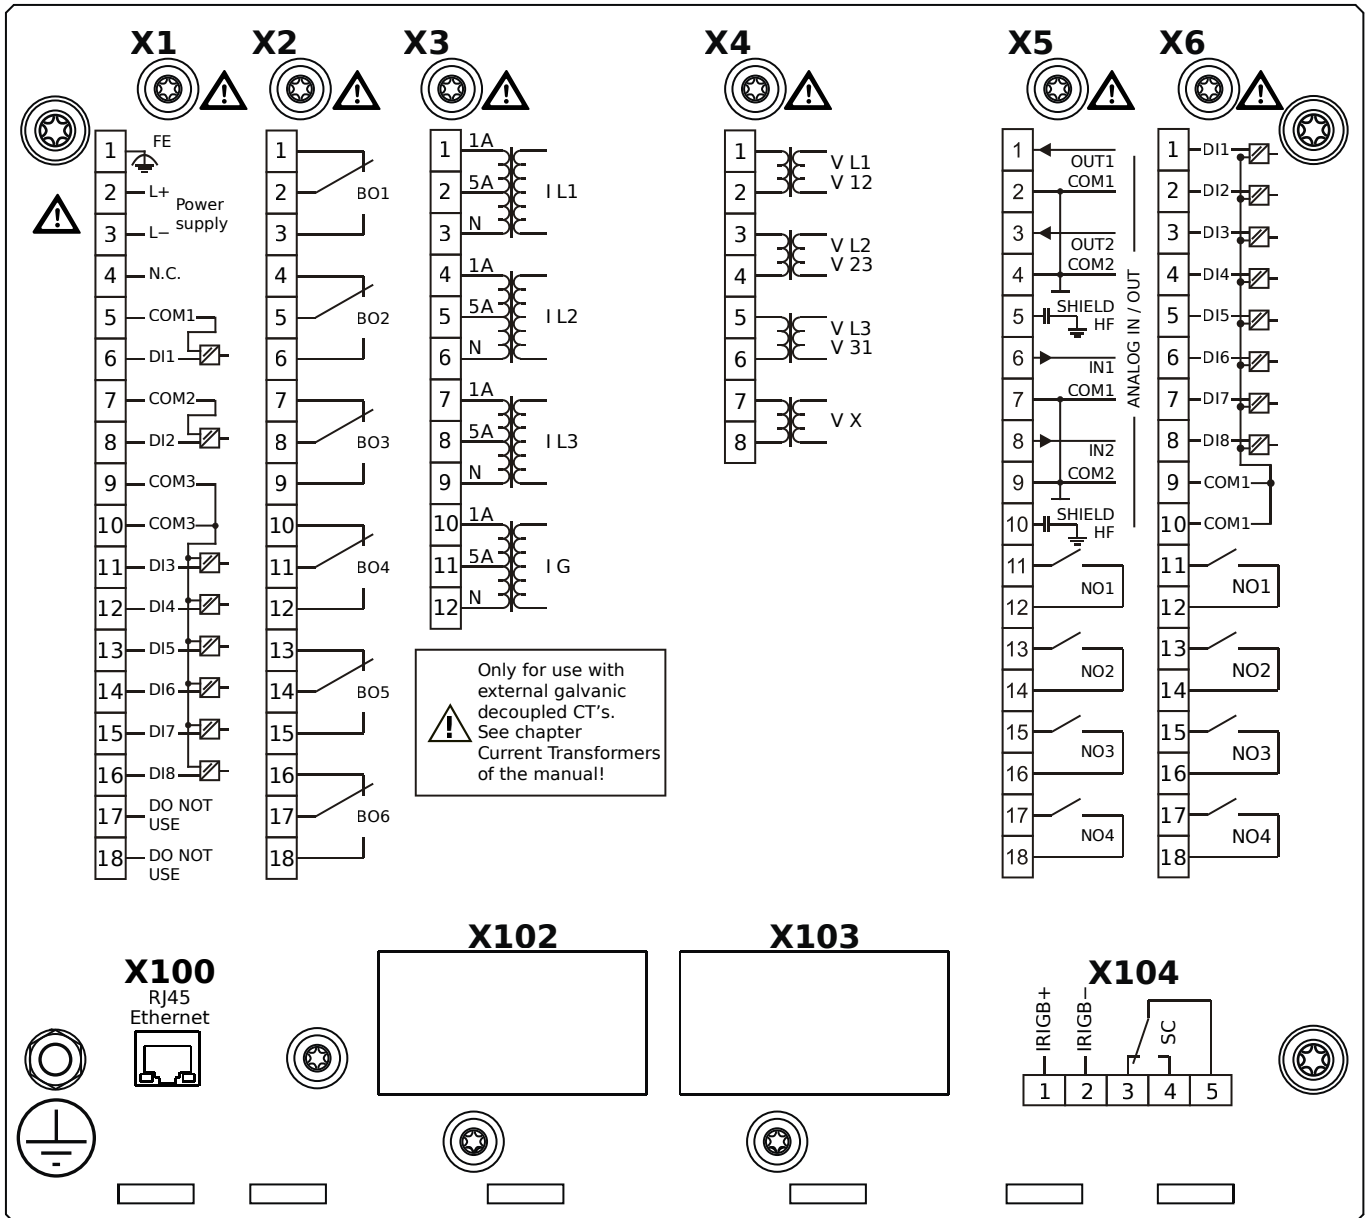 X1
X2
X3
X4
X5
X6
1 FE
2 L+
Power
supply
3 L−
4 N.C.
5 COM1
6 DI1
7 COM2
8 DI2
9 COM3
10 COM3
11 DI3
12 DI4
13 DI5
14 DI6
15 DI7
16 DI8
17 DO NOT
USE
18 DO NOT
USE
1
2 BO1
3
4
5 BO2
6
7
8 BO3
9
10
11 BO4
12
13
14 BO5
15
16
17 BO6
18
1 1A
2 5A I L1
3 N
4 1A
5 5A I L2
6 N
7 1A
8 5A I L3
9 N
10 1A
11 5A I G
12 N
Only for use with
external galvanic
decoupled CT's.
See chapter
Current Transformers
of the manual!
1 V L1
2 V 12
3 V L2
4 V 23
5 V L3
6 V 31
7 V X
8
1 OUT1
2 COM1
3 OUT2
4 COM2
5 SHIELD
HF
6 IN1
7 COM1
8 IN2
9 COM2
10 SHIELD
HF
ANALOG IN / OUT
11
NO1
12
13
NO2
14
15
NO3
16
17
NO4
18
1 DI1
2 DI2
3 DI3
4 DI4
5 DI5
6 DI6
7 DI7
8 DI8
9 COM1
10 COM1
11
NO1
12
13
NO2
14
15
NO3
16
17
NO4
18
X100
RJ45
Ethernet
X102
X103
X104
IRIGB+
IRIGB−
SC
1 2 3 4 5